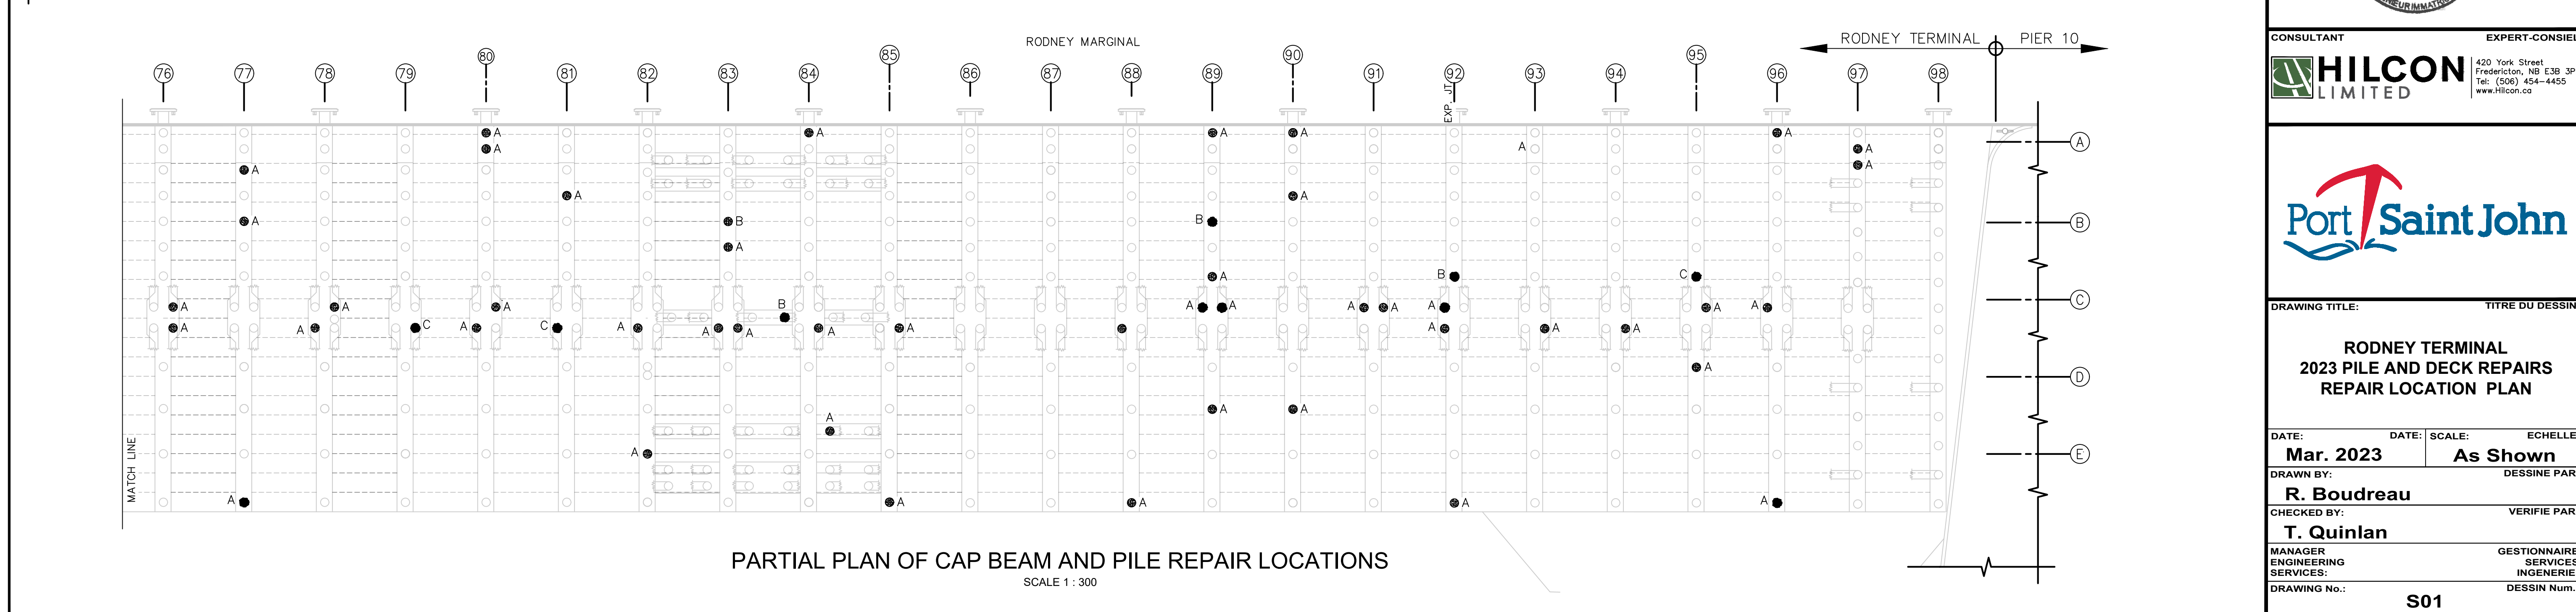 RODNEY MARGINAL
RODNEY TERMINAL PIER 10
76 77 78 79 80 81 82 83 84 85 86 87 88 89 90 91 92 93 94 95 96 97 98
EXP. JT.
A A A A A A
A A A
A A
A A
A B B
A
A B C
A A A A A A A A A A
B
A A C A C A A A A A A A A
A
A A
A
A
A A A A A
MATCH LINE
A
B
C
D
E
PARTIAL PLAN OF CAP BEAM AND PILE REPAIR LOCATIONS
SCALE 1 : 300
CONSULTANT EXPERT-CONSIEL
HILCON
LIMITED
420 York Street
Fredericton, NB E3B 3P
Tel: (506) 454-4455
www.Hilcon.ca
Port Saint John
DRAWING TITLE: TITRE DU DESSIN
RODNEY TERMINAL
2023 PILE AND DECK REPAIRS
REPAIR LOCATION PLAN
DATE: DATE: SCALE: ECHELLE
Mar. 2023 As Shown
DRAWN BY: DESSINE PAR
R. Boudreau
CHECKED BY: VERIFIE PAR
T. Quinlan
MANAGER GESTIONNAIRE
ENGINEERING SERVICES
SERVICES: INGENERIE
DRAWING No.: DESSIN Num.
S01